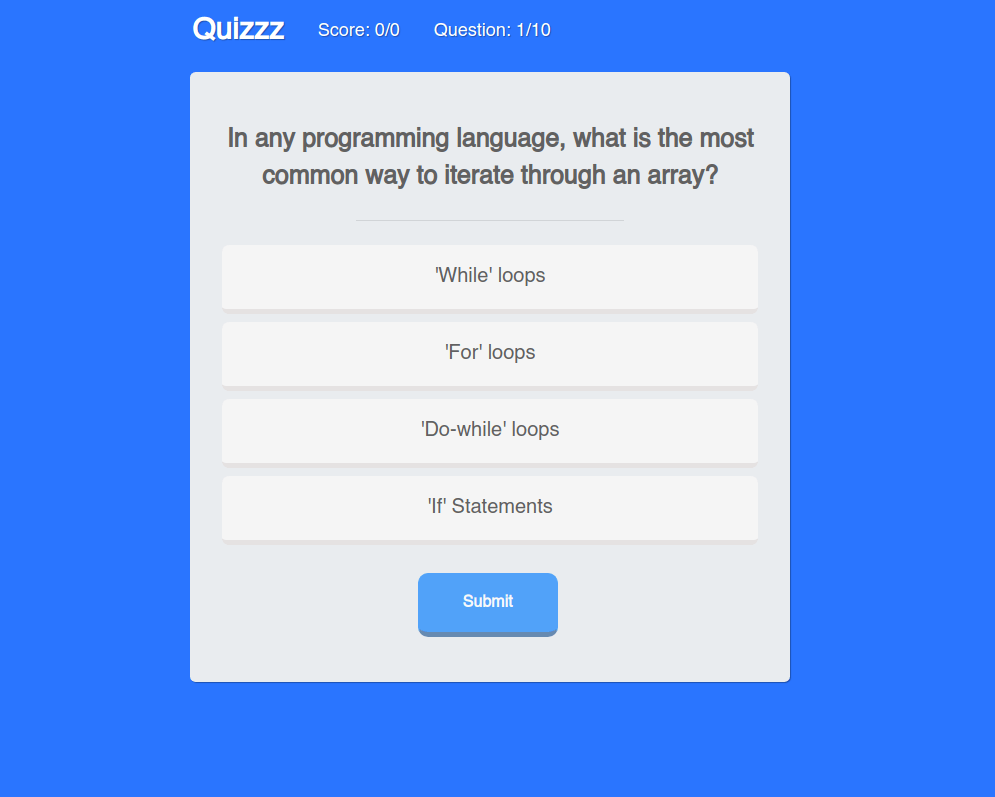 Quizzz Score: 0/0 Question: 1/10
In any programming language, what is the most
common way to iterate through an array?
'While' loops
'For' loops
'Do-while' loops
'If' Statements
Submit